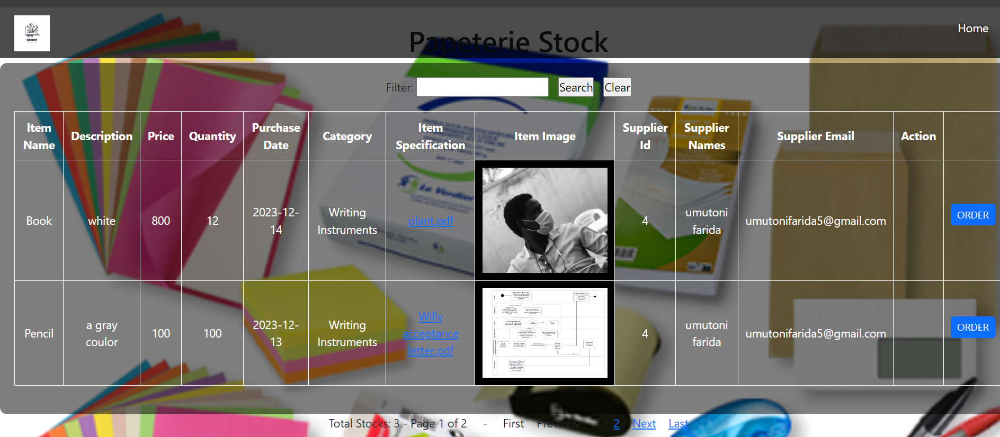 STATIONERY
Papeterie Stock
Home
Filter:
Search
Clear
Item Name
Description
Price
Quantity
Purchase Date
Category
Item Specification
Item Image
Supplier Id
Supplier Names
Supplier Email
Action
Book
white
800
12
2023-12-14
Writing Instruments
plant.pdf
4
umutoni farida
umutonifarida5@gmail.com
ORDER
Pencil
a gray coulor
100
100
2023-12-13
Writing Instruments
Willy acceptance letter.pdf
4
umutoni farida
umutonifarida5@gmail.com
ORDER
La Verdier
Total Stocks: 3 - Page 1 of 2 - First Previous 1 2 Next Last